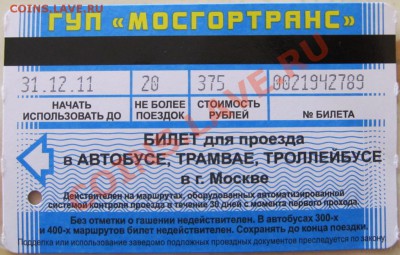 COINS.LAVE.RU
ГУП «МОСГОРТРАНС»
31.12.11 20 375 0021942789
НАЧАТЬ ИСПОЛЬЗОВАТЬ ДО НЕ БОЛЕЕ ПОЕЗДОК СТОИМОСТЬ РУБЛЕЙ № БИЛЕТА
БИЛЕТ для проезда
в АВТОБУСЕ, ТРАМВАЕ, ТРОЛЛЕЙБУСЕ
в г. Москве
Действителен на маршрутах, оборудованных автоматизированной
системой контроля проезда в течение 30 дней с момента первого прохода.
Без отметки о гашении недействителен. В автобусах 300-х
и 400-х маршрутов билет недействителен. Сохранять до конца поездки.
Подделка или использование заведомо подложных проездных документов преследуется по закону